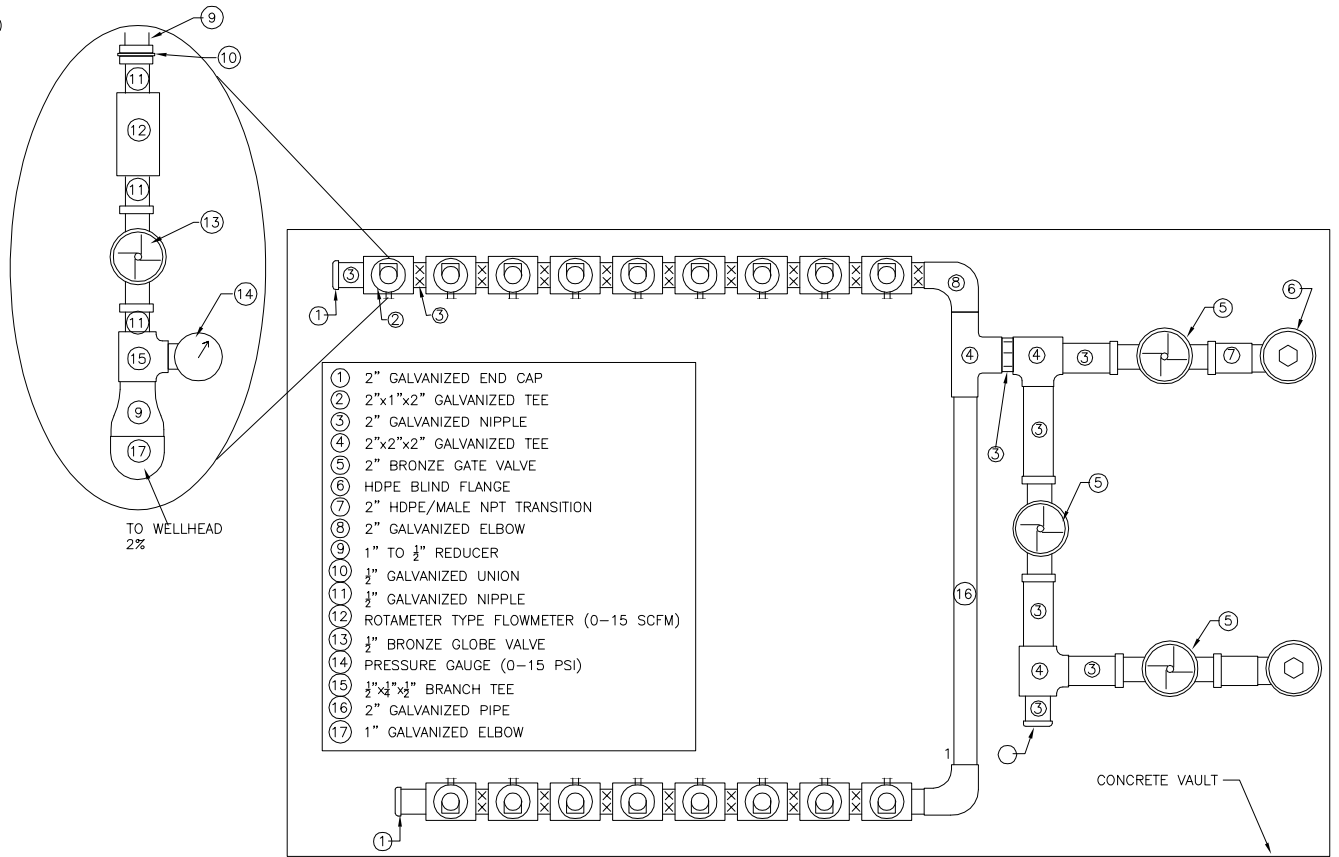 9
10
11
12
11
13
11
14
15
9
17
TO WELLHEAD
2%
3
1
2
3
8
4
4
3
5
7
6
3
3
5
3
5
4
3
3
16
1
1
CONCRETE VAULT
1 2" GALVANIZED END CAP
2 2"x1"x2" GALVANIZED TEE
3 2" GALVANIZED NIPPLE
4 2"x2"x2" GALVANIZED TEE
5 2" BRONZE GATE VALVE
6 HDPE BLIND FLANGE
7 2" HDPE/MALE NPT TRANSITION
8 2" GALVANIZED ELBOW
9 1" TO 1/2" REDUCER
10 1/2" GALVANIZED UNION
11 1/2" GALVANIZED NIPPLE
12 ROTAMETER TYPE FLOWMETER (0-15 SCFM)
13 1/2" BRONZE GLOBE VALVE
14 PRESSURE GAUGE (0-15 PSI)
15 1/2"x1/4"x1/2" BRANCH TEE
16 2" GALVANIZED PIPE
17 1" GALVANIZED ELBOW